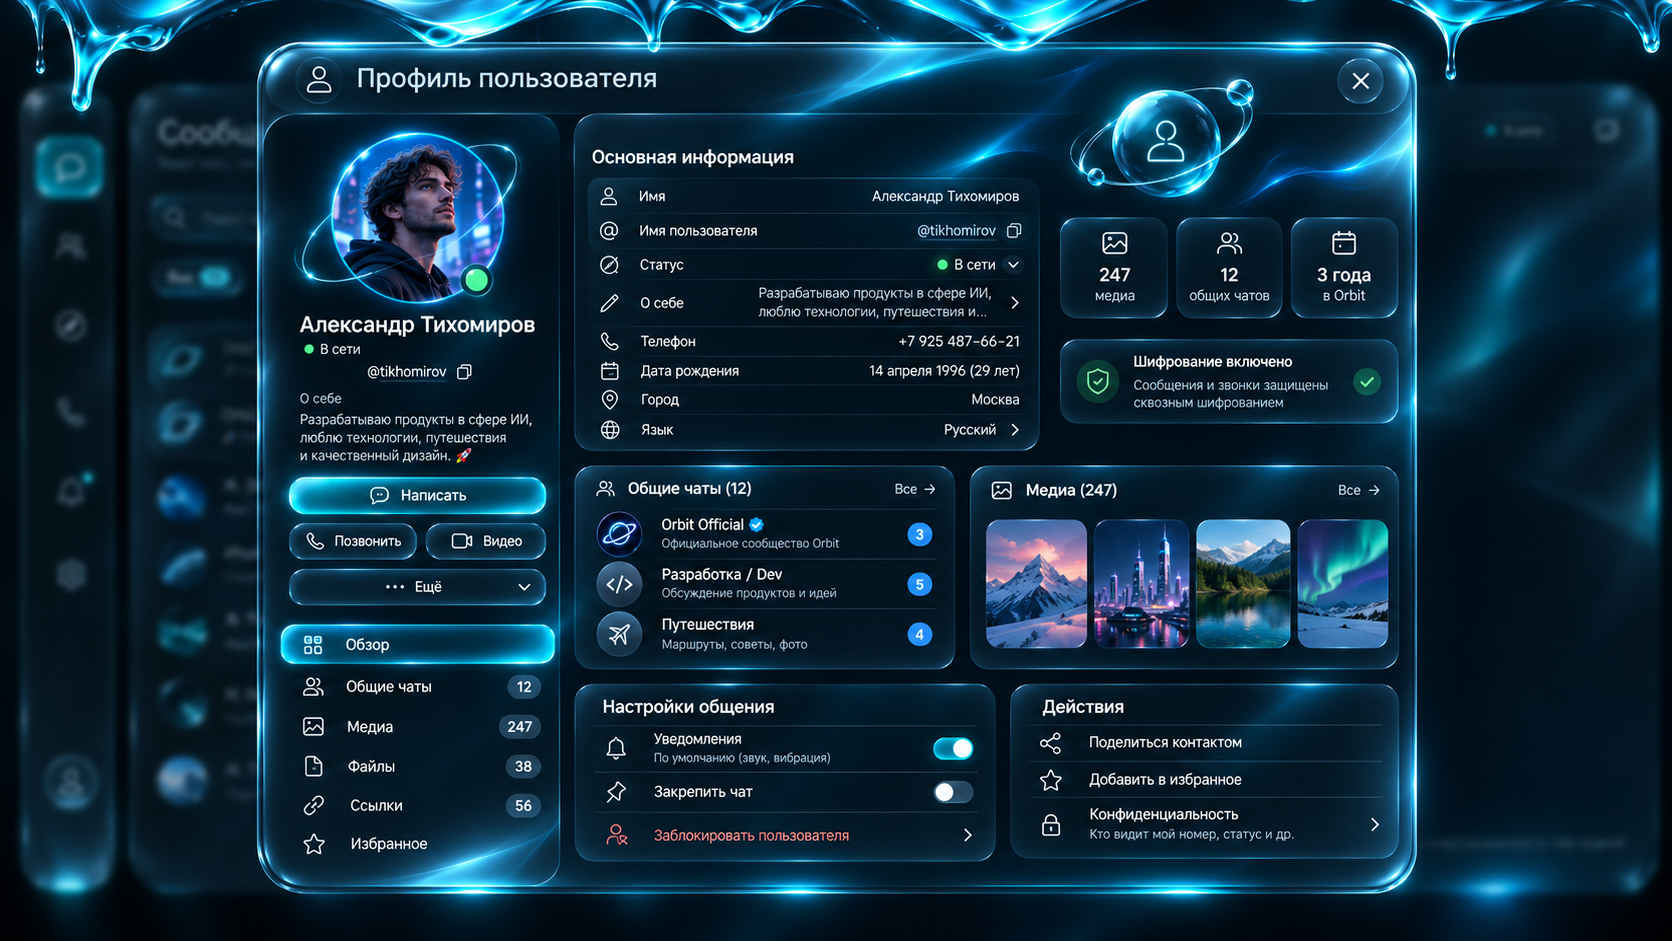 Профиль пользователя
Александр Тихомиров
В сети
@tikhomirov
О себе
Разрабатываю продукты в сфере ИИ,
люблю технологии, путешествия
и качественный дизайн. 🚀
Написать
Позвонить
Видео
Ещё
Обзор
Общие чаты 12
Медиа 247
Файлы 38
Ссылки 56
Избранное
Основная информация
Имя Александр Тихомиров
Имя пользователя @tikhomirov
Статус В сети
О себе Разрабатываю продукты в сфере ИИ,
люблю технологии, путешествия и...
Телефон +7 925 487-66-21
Дата рождения 14 апреля 1996 (29 лет)
Город Москва
Язык Русский
247
медиа
12
общих чатов
3 года
в Orbit
Шифрование включено
Сообщения и звонки защищены
сквозным шифрованием
Общие чаты (12) Все →
Orbit Official
Официальное сообщество Orbit
3
Разработка / Dev
Обсуждение продуктов и идей
5
Путешествия
Маршруты, советы, фото
4
Медиа (247) Все →
Настройки общения
Уведомления
По умолчанию (звук, вибрация)
Закрепить чат
Заблокировать пользователя
Действия
Поделиться контактом
Добавить в избранное
Конфиденциальность
Кто видит мой номер, статус и др.